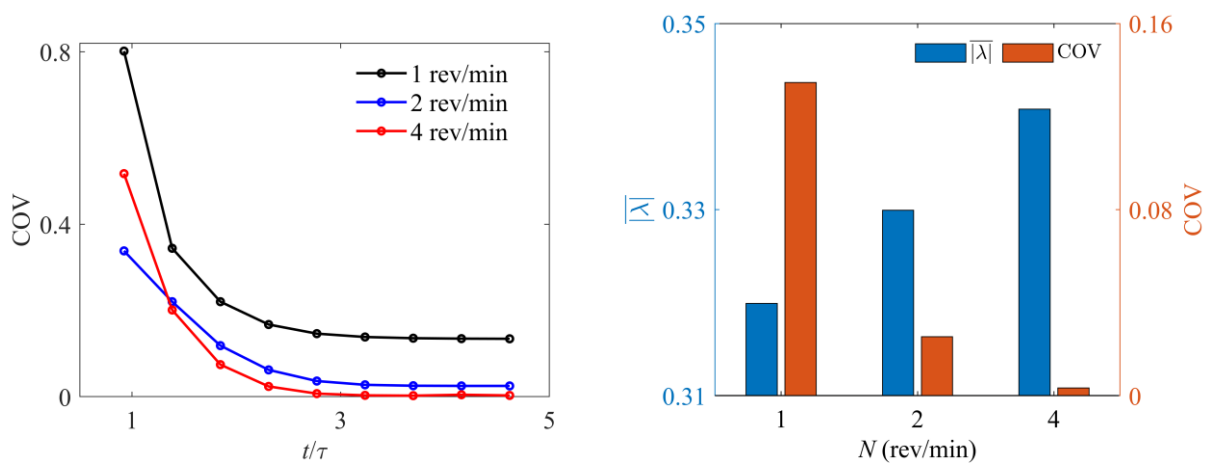 0.8
0.4
0
COV
1 rev/min
2 rev/min
4 rev/min
1 3 5
t/τ
0.35
0.33
0.31
|λ|
|λ| COV
0.16
0.08
0
COV
1 2 4
N (rev/min)